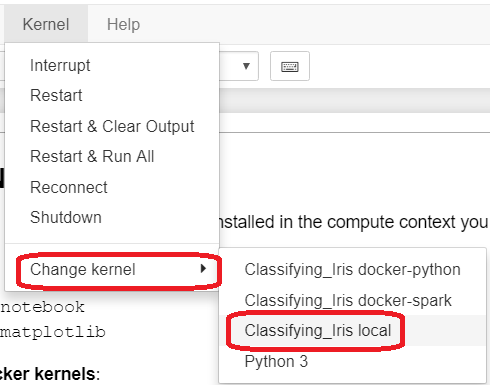 Kernel Help
Interrupt
Restart
Restart & Clear Output
Restart & Run All
Reconnect
Shutdown
installed in the compute context you
Change kernel
Classifying_Iris docker-python
Classifying_Iris docker-spark
Classifying_Iris local
Python 3
notebook
matplotlib
cker kernels: